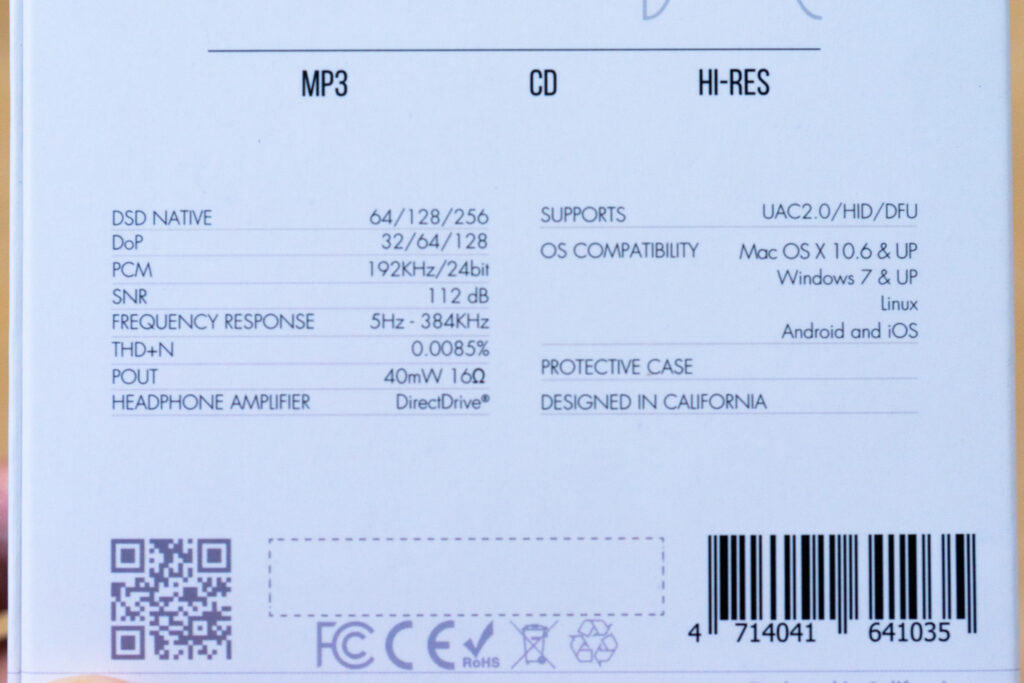 MP3 CD HI-RES
DSD NATIVE 64/128/256
DoP 32/64/128
PCM 192KHz/24bit
SNR 112 dB
FREQUENCY RESPONSE 5Hz - 384KHz
THD+N 0.0085%
POUT 40mW 16Ω
HEADPHONE AMPLIFIER DirectDrive®
SUPPORTS UAC2.0/HID/DFU
OS COMPATIBILITY Mac OS X 10.6 & UP
Windows 7 & UP
Linux
Android and iOS
PROTECTIVE CASE
DESIGNED IN CALIFORNIA
FC CE RoHS
4 714041 641035